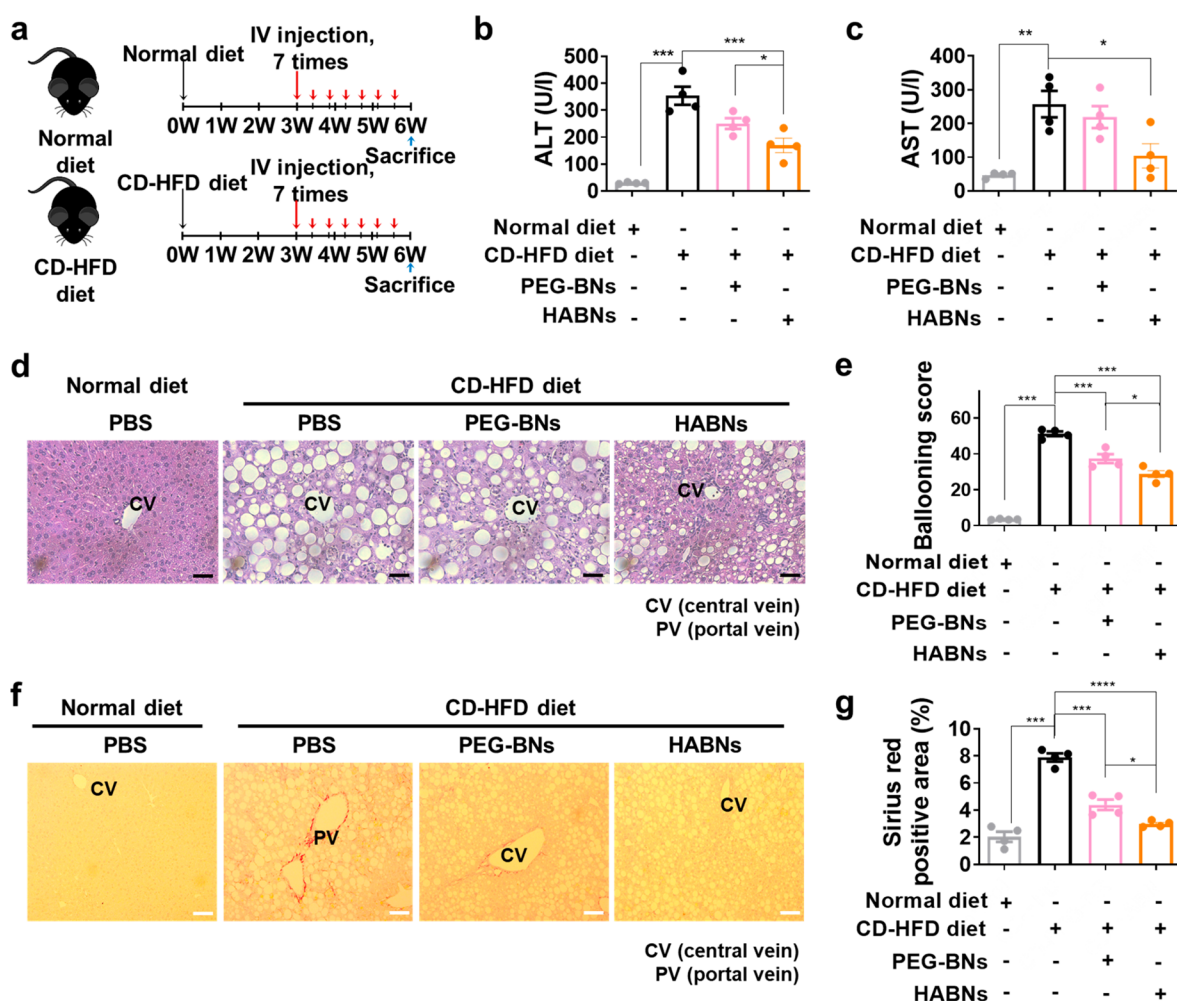 a
Normal diet
IV injection,
7 times
0W 1W 2W 3W 4W 5W 6W
Normal
diet
Sacrifice
CD-HFD diet
IV injection,
7 times
0W 1W 2W 3W 4W 5W 6W
CD-HFD
diet
Sacrifice
b
ALT (U/l)
500
400
300
200
100
0
*** *** *
Normal diet + - - -
CD-HFD diet - + + +
PEG-BNs - - + -
HABNs - - - +
c
AST (U/l)
400
300
200
100
0
** *
Normal diet + - - -
CD-HFD diet - + + +
PEG-BNs - - + -
HABNs - - - +
d
Normal diet CD-HFD diet
PBS PBS PEG-BNs HABNs
CV CV CV CV
CV (central vein)
PV (portal vein)
e
Ballooning score
60
40
20
0
*** *** *** *
Normal diet + - - -
CD-HFD diet - + + +
PEG-BNs - - + -
HABNs - - - +
f
Normal diet CD-HFD diet
PBS PBS PEG-BNs HABNs
CV PV CV CV
CV (central vein)
PV (portal vein)
g
Sirius red
positive area (%)
10
8
6
4
2
0
*** *** **** *
Normal diet + - - -
CD-HFD diet - + + +
PEG-BNs - - + -
HABNs - - - +